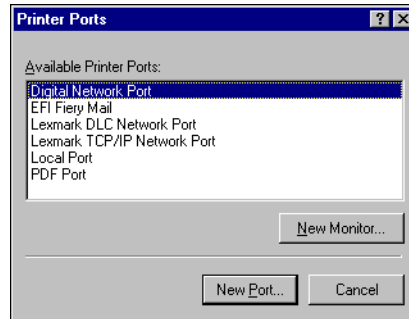 Printer Ports
Available Printer Ports:
Digital Network Port
EFI Fiery Mail
Lexmark DLC Network Port
Lexmark TCP/IP Network Port
Local Port
PDF Port
New Monitor...
New Port...
Cancel